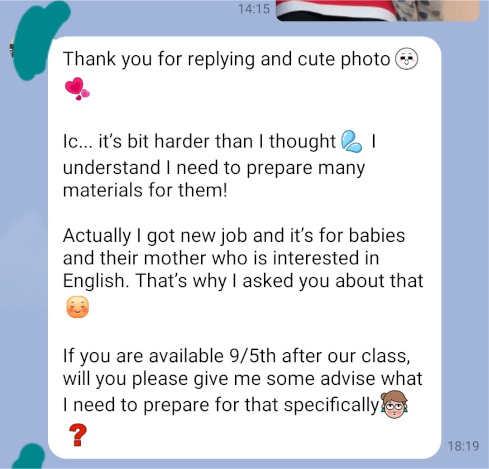 14:15
Thank you for replying and cute photo
Ic... it's bit harder than I thought 💦 I
understand I need to prepare many
materials for them!
Actually I got new job and it's for babies
and their mother who is interested in
English. That's why I asked you about that
If you are available 9/5th after our class,
will you please give me some advise what
I need to prepare for that specifically
❓
18:19